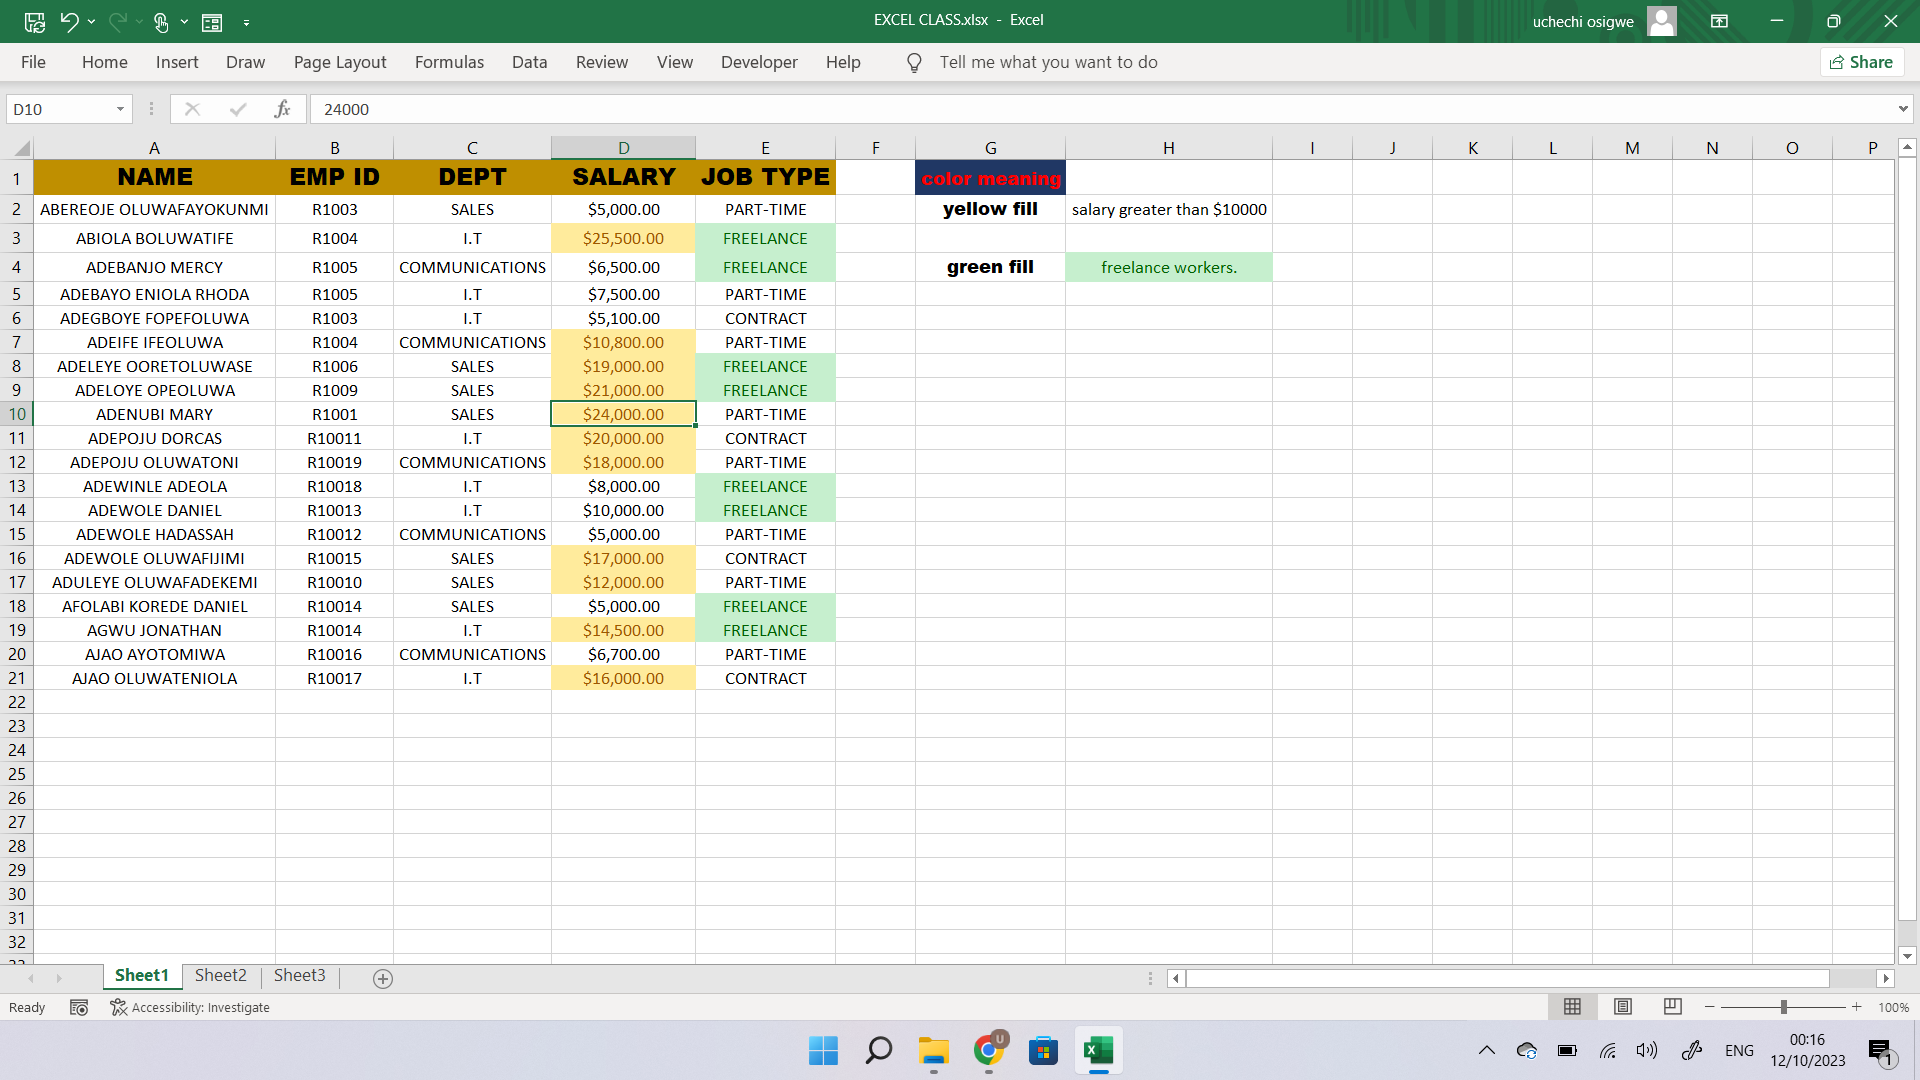 EXCEL CLASS.xlsx - Excel
uchechi osigwe
File Home Insert Draw Page Layout Formulas Data Review View Developer Help Tell me what you want to do Share
D10 fx 24000
A B C D E F G H I J K L M N O P
1 NAME EMP ID DEPT SALARY JOB TYPE color meaning
2 ABEREOJE OLUWAFAYOKUNMI R1003 SALES $5,000.00 PART-TIME yellow fill salary greater than $10000
3 ABIOLA BOLUWATIFE R1004 I.T $25,500.00 FREELANCE
4 ADEBANJO MERCY R1005 COMMUNICATIONS $6,500.00 FREELANCE green fill freelance workers.
5 ADEBAYO ENIOLA RHODA R1005 I.T $7,500.00 PART-TIME
6 ADEGBOYE FOPEFOLUWA R1003 I.T $5,100.00 CONTRACT
7 ADEIFE IFEOLUWA R1004 COMMUNICATIONS $10,800.00 PART-TIME
8 ADELEYE OORETOLUWASE R1006 SALES $19,000.00 FREELANCE
9 ADELOYE OPEOLUWA R1009 SALES $21,000.00 FREELANCE
10 ADENUBI MARY R1001 SALES $24,000.00 PART-TIME
11 ADEPOJU DORCAS R10011 I.T $20,000.00 CONTRACT
12 ADEPOJU OLUWATONI R10019 COMMUNICATIONS $18,000.00 PART-TIME
13 ADEWINLE ADEOLA R10018 I.T $8,000.00 FREELANCE
14 ADEWOLE DANIEL R10013 I.T $10,000.00 FREELANCE
15 ADEWOLE HADASSAH R10012 COMMUNICATIONS $5,000.00 PART-TIME
16 ADEWOLE OLUWAFIJIMI R10015 SALES $17,000.00 CONTRACT
17 ADULEYE OLUWAFADEKEMI R10010 SALES $12,000.00 PART-TIME
18 AFOLABI KOREDE DANIEL R10014 SALES $5,000.00 FREELANCE
19 AGWU JONATHAN R10014 I.T $14,500.00 FREELANCE
20 AJAO AYOTOMIWA R10016 COMMUNICATIONS $6,700.00 PART-TIME
21 AJAO OLUWATENIOLA R10017 I.T $16,000.00 CONTRACT
22
23
24
25
26
27
28
29
30
31
32
33
Sheet1 Sheet2 Sheet3
Ready Accessibility: Investigate 100%
U
ENG
00:16
12/10/2023
1